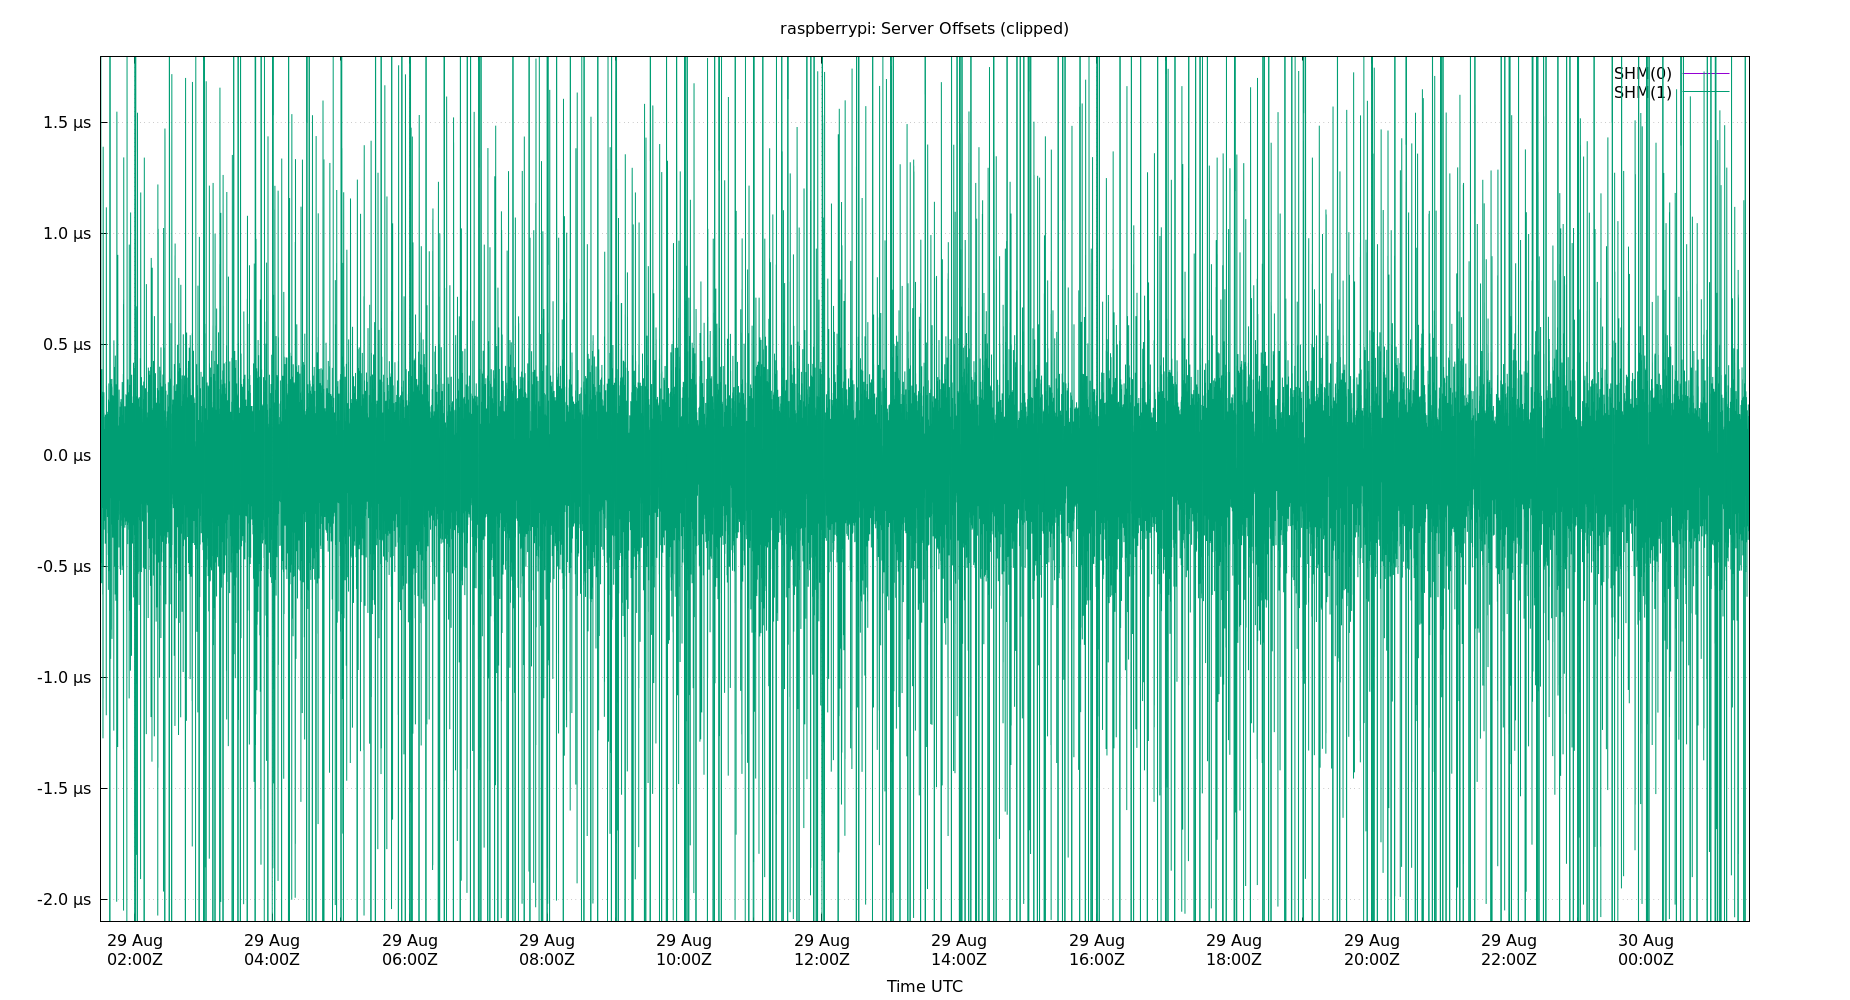 raspberrypi: Server Offsets (clipped)
SHM(0)
SHM(1)
1.5 μs
1.0 μs
0.5 μs
0.0 μs
-0.5 μs
-1.0 μs
-1.5 μs
-2.0 μs
29 Aug 29 Aug 29 Aug 29 Aug 29 Aug 29 Aug 29 Aug 29 Aug 29 Aug 29 Aug 29 Aug 30 Aug
02:00Z 04:00Z 06:00Z 08:00Z 10:00Z 12:00Z 14:00Z 16:00Z 18:00Z 20:00Z 22:00Z 00:00Z
Time UTC